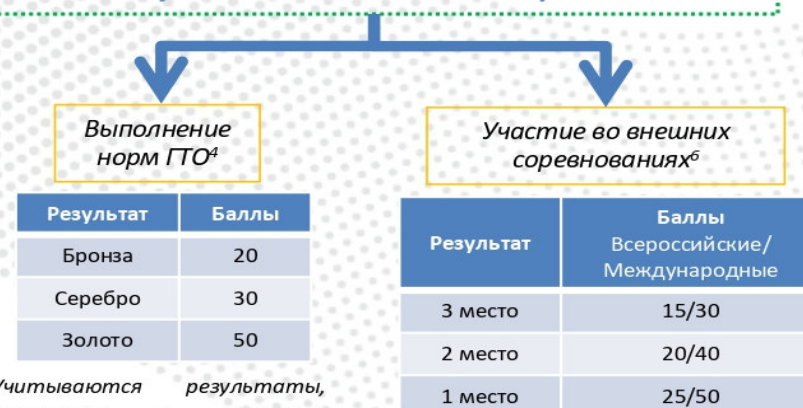 Выполнение
норм ГТО⁴
Результат Баллы
Бронза 20
Серебро 30
Золото 50
результаты,
Участие во внешних
соревнованиях⁶
Результат
Баллы
Всероссийские/
Международные
3 место 15/30
2 место 20/40
1 место 25/50